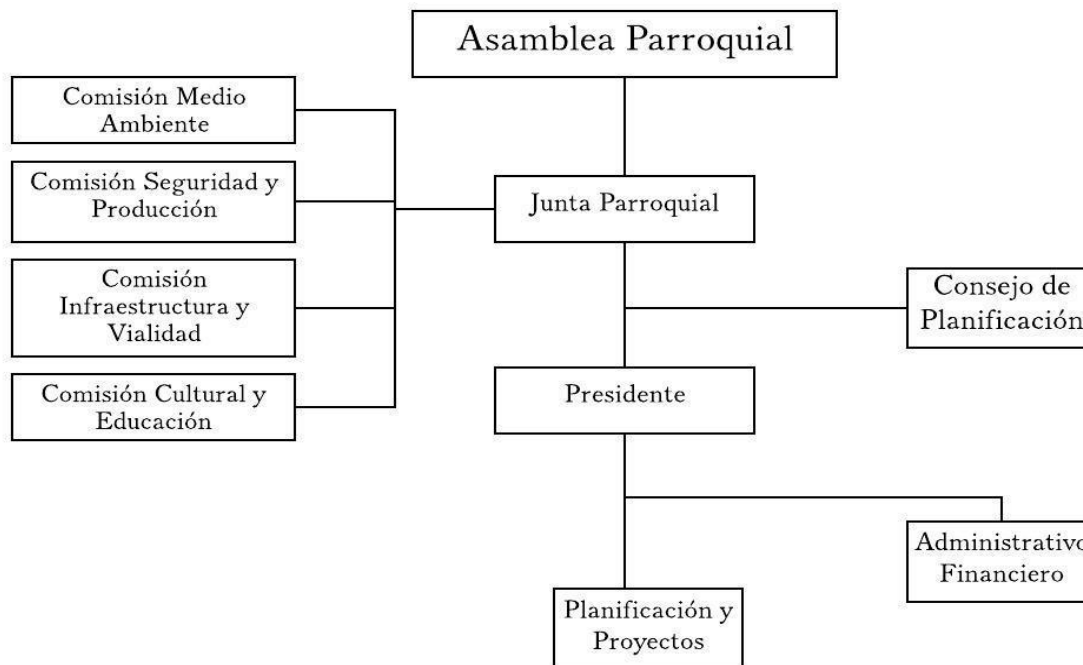 Asamblea Parroquial
Comisión Medio
Ambiente
Comisión Seguridad y
Producción
Junta Parroquial
Comisión
Infraestructura y
Vialidad
Consejo de
Planificación
Comisión Cultural y
Educación
Presidente
Administrativo
Financiero
Planificación y
Proyectos